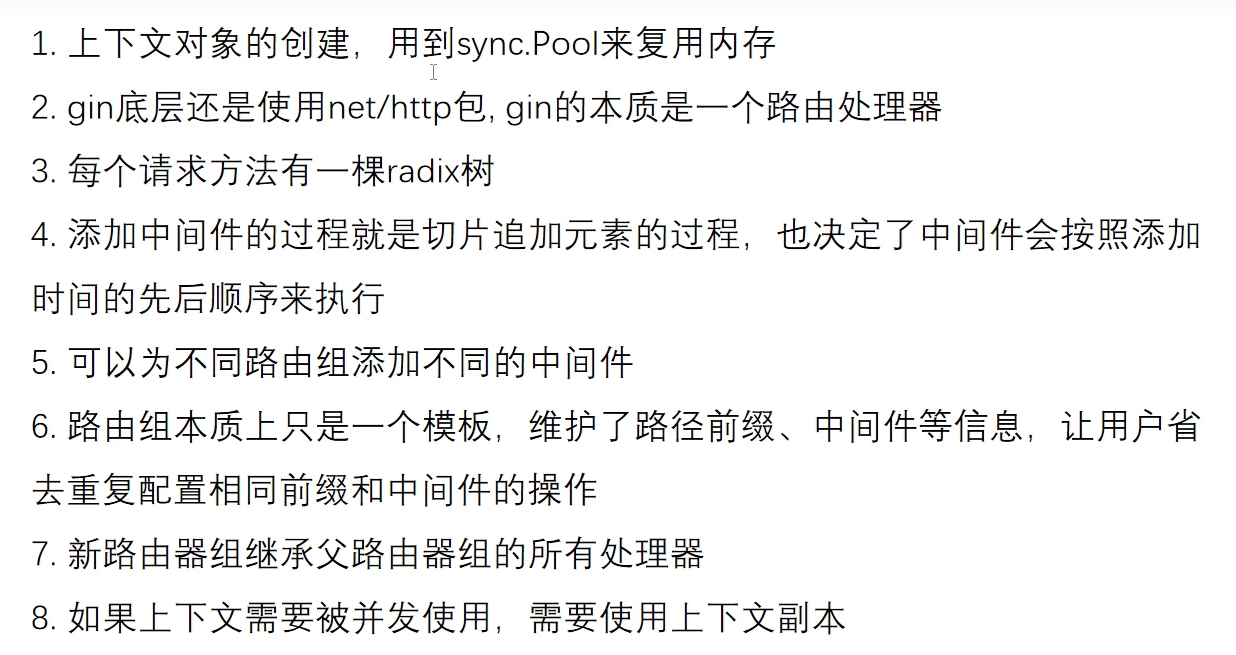 1. 上下文对象的创建，用到sync.Pool来复用内存
2. gin底层还是使用net/http包, gin的本质是一个路由处理器
3. 每个请求方法有一棵radix树
4. 添加中间件的过程就是切片追加元素的过程，也决定了中间件会按照添加
时间的先后顺序来执行
5. 可以为不同路由组添加不同的中间件
6. 路由组本质上只是一个模板，维护了路径前缀、中间件等信息，让用户省
去重复配置相同前缀和中间件的操作
7. 新路由器组继承父路由器组的所有处理器
8. 如果上下文需要被并发使用，需要使用上下文副本